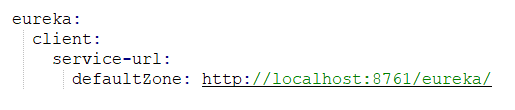 eureka:
  client:
    service-url:
      defaultZone: http://localhost:8761/eureka/